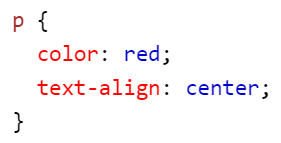 p {
  color: red;
  text-align: center;
}